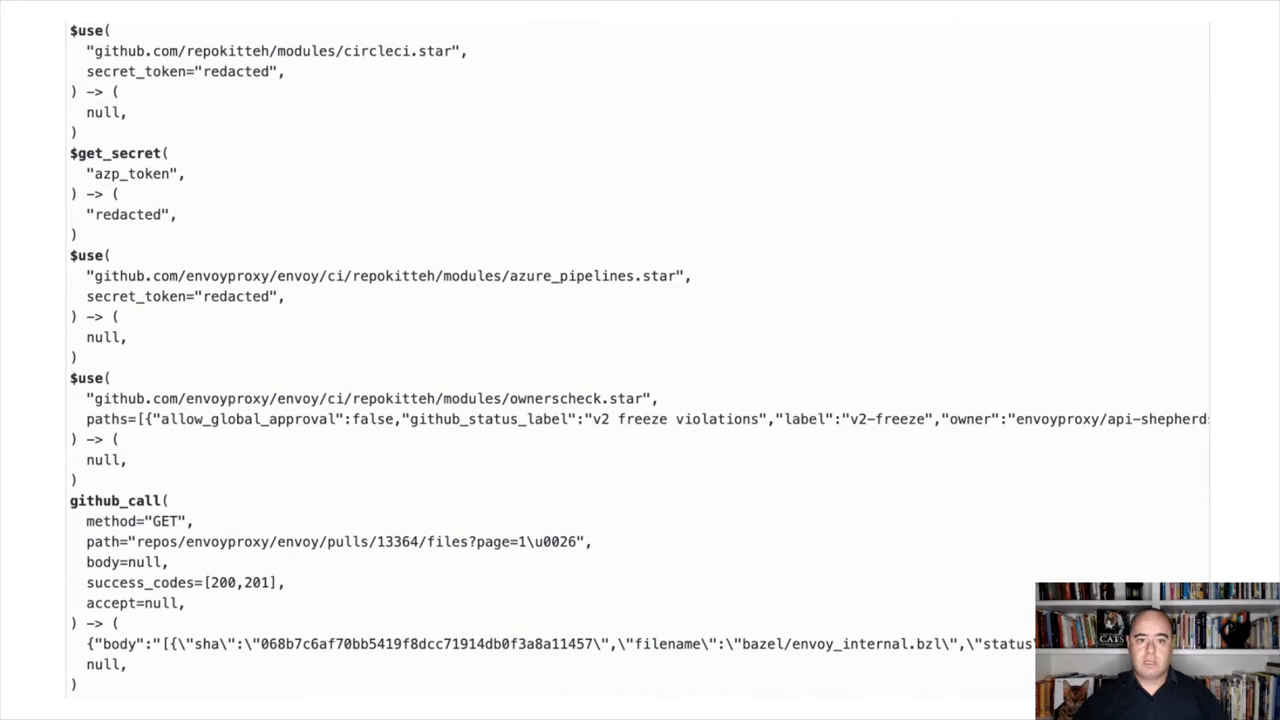 $use(
"github.com/repokitteh/modules/circleci.star",
secret_token="redacted",
) -> (
null,
)
$get_secret(
"azp_token",
) -> (
"redacted",
)
$use(
"github.com/envoyproxy/envoy/ci/repokitteh/modules/azure_pipelines.star",
secret_token="redacted",
) -> (
null,
)
$use(
"github.com/envoyproxy/envoy/ci/repokitteh/modules/ownerscheck.star",
paths=[{"allow_global_approval":false,"github_status_label":"v2 freeze violations","label":"v2-freeze","owner":"envoyproxy/api-shepherds
) -> (
null,
)
github_call(
method="GET",
path="repos/envoyproxy/envoy/pulls/13364/files?page=1\u0026",
body=null,
success_codes=[200,201],
accept=null,
) -> (
{"body":"[{\"sha\":\"068b7c6af70bb5419f8dcc71914db0f3a8a11457\",\"filename\":\"bazel/envoy_internal.bzl\",\"status\
null,
)
CATS